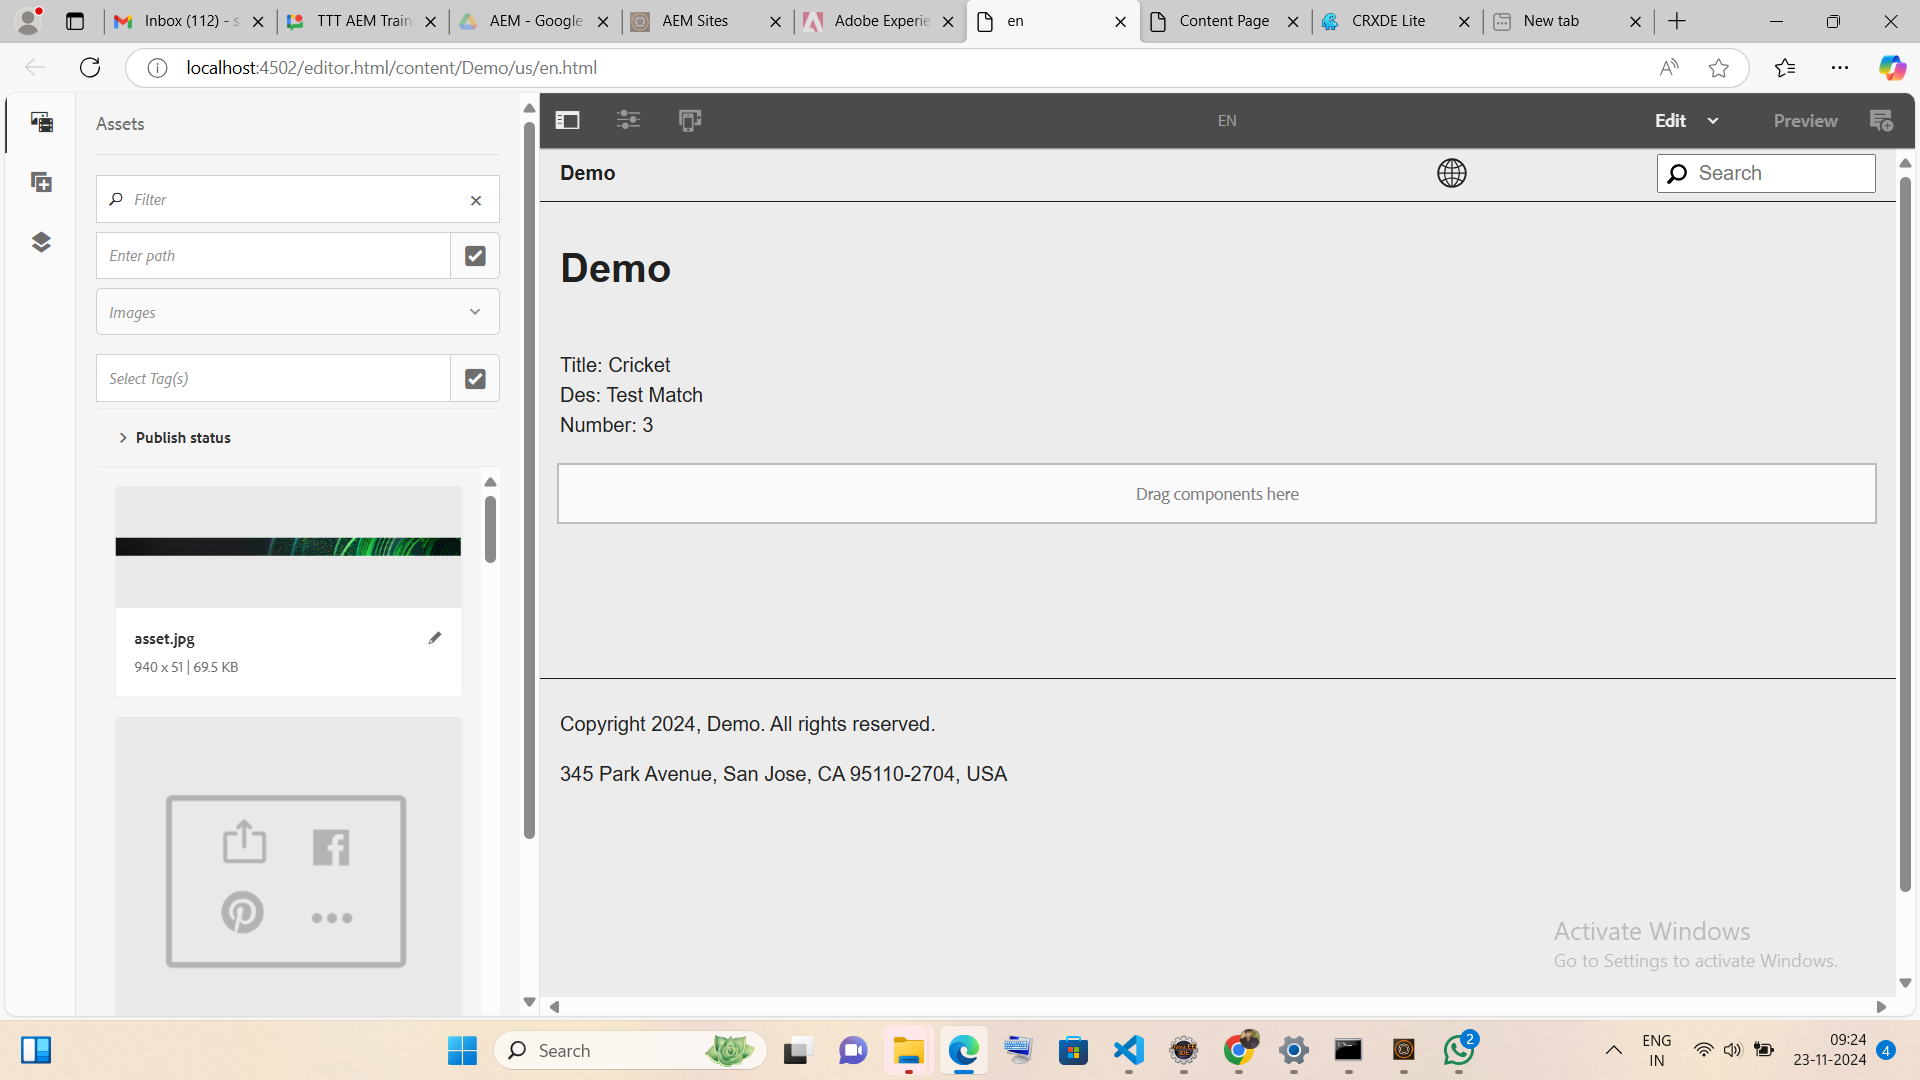 Inbox (112) - s
TTT AEM Train
AEM - Google
AEM Sites
Adobe Experie
en
Content Page
CRXDE Lite
New tab
localhost:4502/editor.html/content/Demo/us/en.html
Assets
Filter
Enter path
Images
Select Tag(s)
Publish status
asset.jpg
940 x 51 | 69.5 KB
EN
Edit
Preview
Demo
Search
Demo
Title: Cricket
Des: Test Match
Number: 3
Drag components here
Copyright 2024, Demo. All rights reserved.
345 Park Avenue, San Jose, CA 95110-2704, USA
Activate Windows
Go to Settings to activate Windows.
Search
2
ENG
IN
09:24
23-11-2024
4